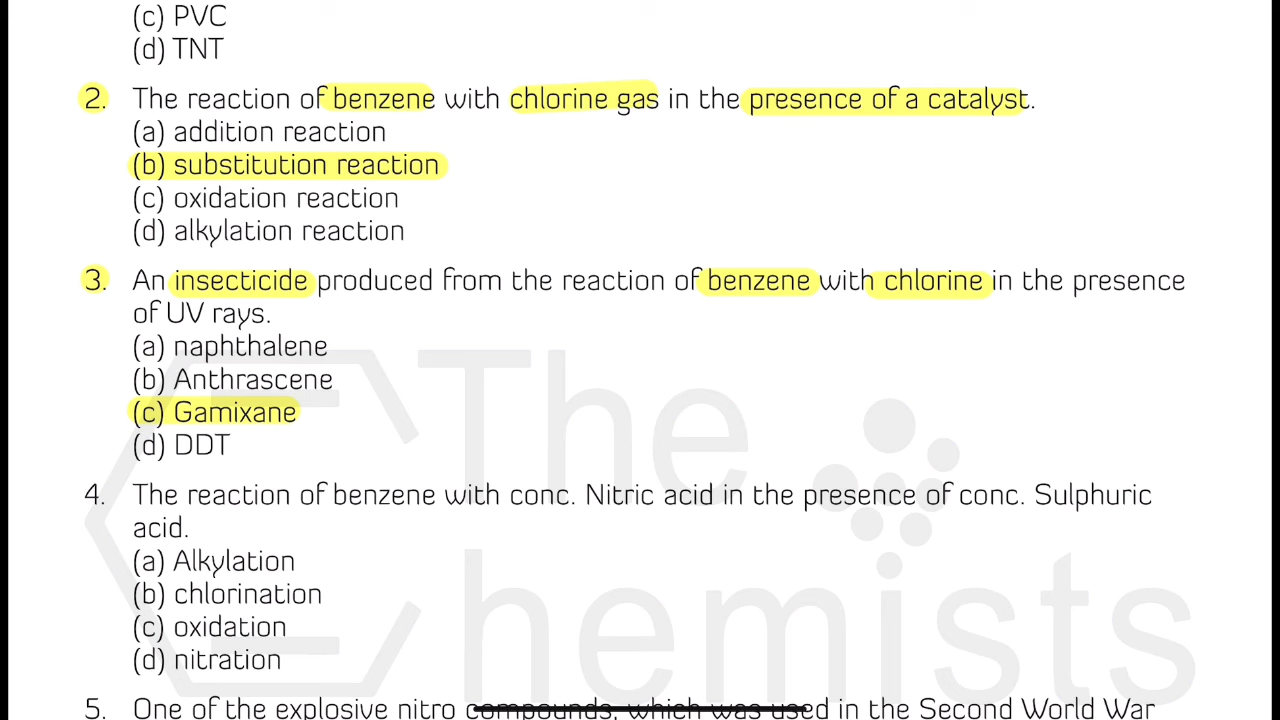 (c) PVC
(d) TNT
2. The reaction of benzene with chlorine gas in the presence of a catalyst.
(a) addition reaction
(b) substitution reaction
(c) oxidation reaction
(d) alkylation reaction
3. An insecticide produced from the reaction of benzene with chlorine in the presence
of UV rays.
(a) naphthalene
(b) Anthrascene
(c) Gamixane
(d) DDT
4. The reaction of benzene with conc. Nitric acid in the presence of conc. Sulphuric
acid.
(a) Alkylation
(b) chlorination
(c) oxidation
(d) nitration
5. One of the explosive nitro compounds, which was used in the Second World War
The
Chemists